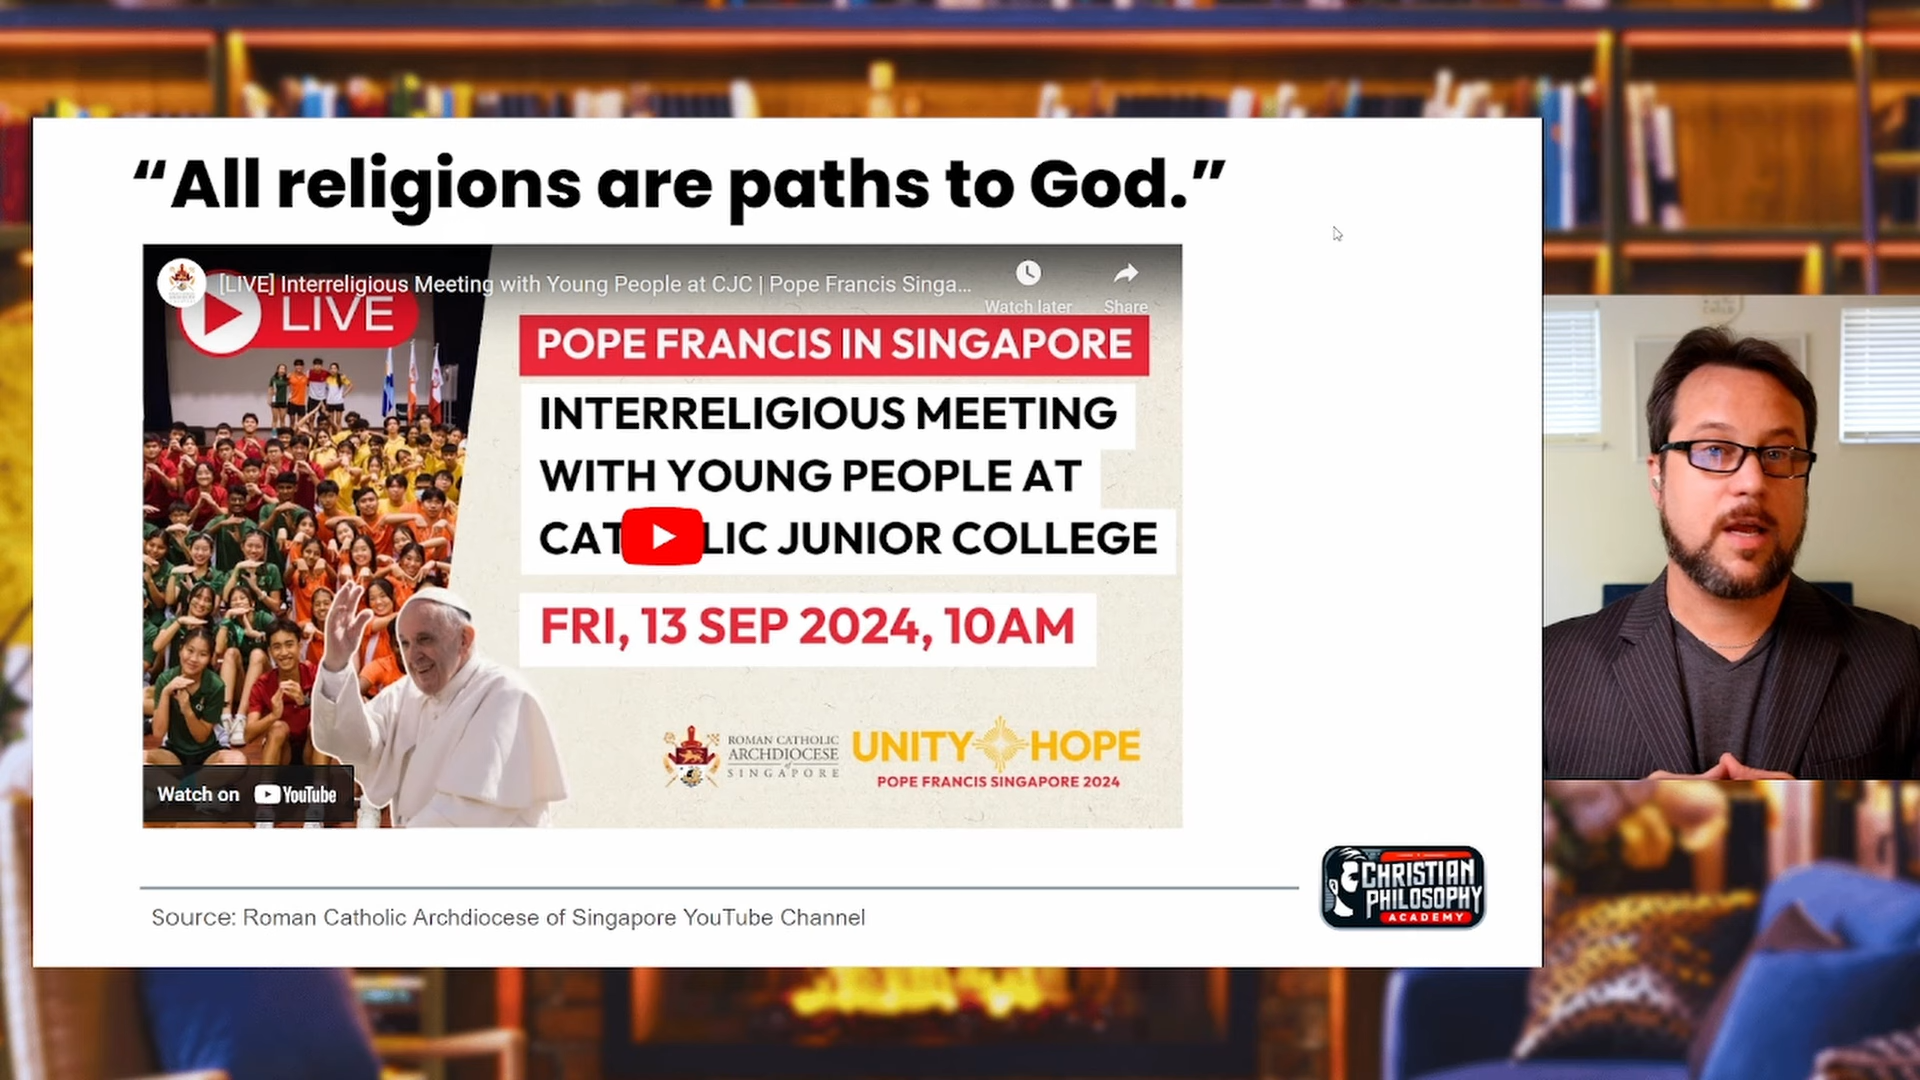 “All religions are paths to God.”
[LIVE] Interreligious Meeting with Young People at CJC | Pope Francis Singa...
Watch later
Share
LIVE
POPE FRANCIS IN SINGAPORE
INTERRELIGIOUS MEETING
WITH YOUNG PEOPLE AT
CAT LIC JUNIOR COLLEGE
FRI, 13 SEP 2024, 10AM
ROMAN CATHOLIC
ARCHDIOCESE
of
SINGAPORE
UNITY HOPE
POPE FRANCIS SINGAPORE 2024
Watch on YouTube
CHRISTIAN
PHILOSOPHY
ACADEMY
Source: Roman Catholic Archdiocese of Singapore YouTube Channel